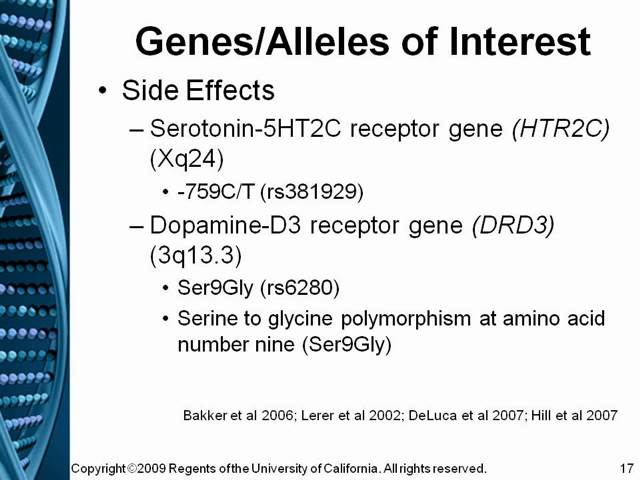 Genes/Alleles of Interest
• Side Effects
– Serotonin-5HT2C receptor gene (HTR2C)
(Xq24)
• -759C/T (rs381929)
– Dopamine-D3 receptor gene (DRD3)
(3q13.3)
• Ser9Gly (rs6280)
• Serine to glycine polymorphism at amino acid
number nine (Ser9Gly)
Bakker et al 2006; Lerer et al 2002; DeLuca et al 2007; Hill et al 2007
Copyright ©2009 Regents of the University of California. All rights reserved. 17